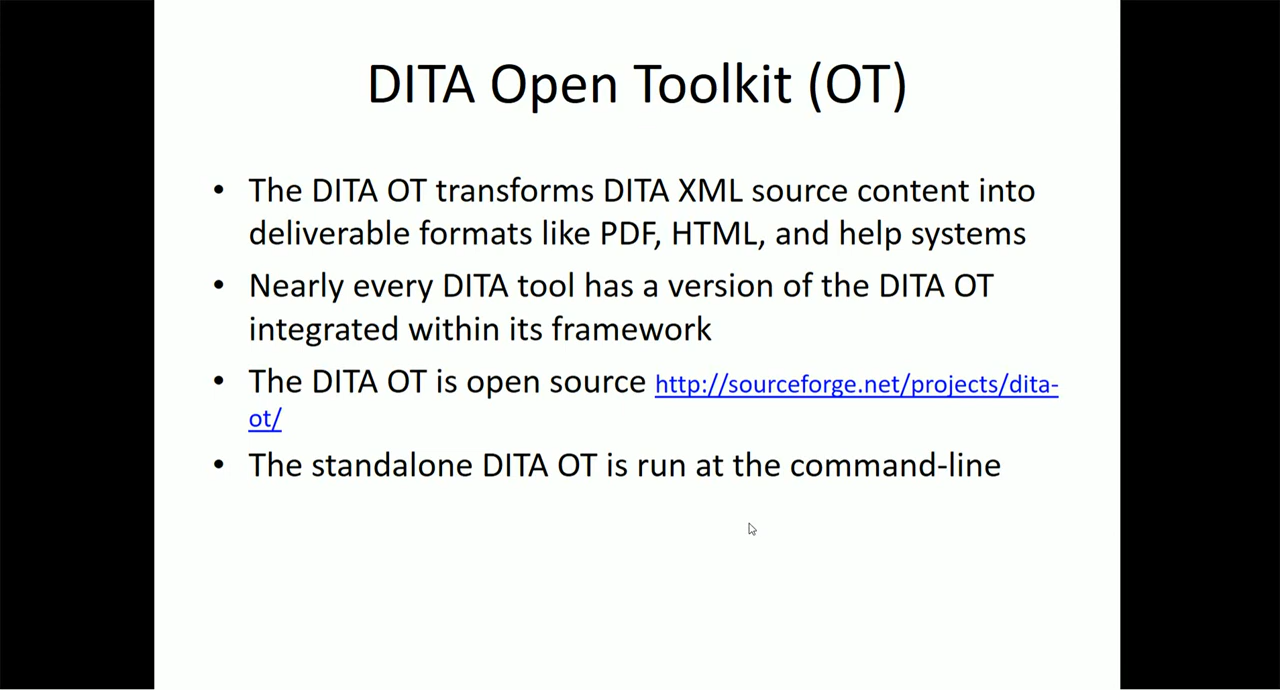 DITA Open Toolkit (OT)
• The DITA OT transforms DITA XML source content into
deliverable formats like PDF, HTML, and help systems
• Nearly every DITA tool has a version of the DITA OT
integrated within its framework
• The DITA OT is open source http://sourceforge.net/projects/dita-
ot/
• The standalone DITA OT is run at the command-line